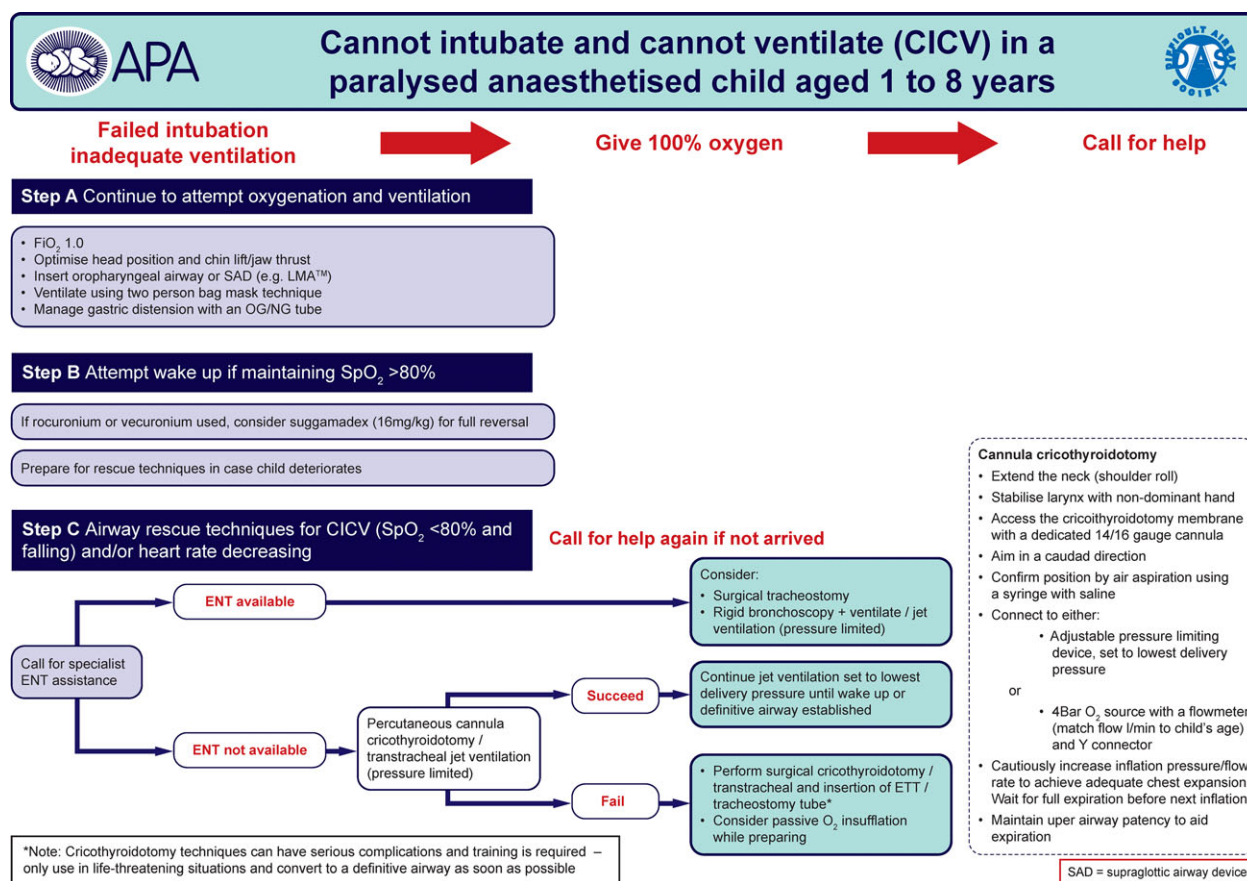 APA
Cannot intubate and cannot ventilate (CICV) in a
paralysed anaesthetised child aged 1 to 8 years
DIFFICULT AIRWAY
DAS
SOCIETY
Failed intubation
inadequate ventilation
Give 100% oxygen
Call for help
Step A Continue to attempt oxygenation and ventilation
• FiO2 1.0
• Optimise head position and chin lift/jaw thrust
• Insert oropharyngeal airway or SAD (e.g. LMA™)
• Ventilate using two person bag mask technique
• Manage gastric distension with an OG/NG tube
Step B Attempt wake up if maintaining SpO2 >80%
If rocuronium or vecuronium used, consider suggamadex (16mg/kg) for full reversal
Prepare for rescue techniques in case child deteriorates
Step C Airway rescue techniques for CICV (SpO2 <80% and
falling) and/or heart rate decreasing
Call for help again if not arrived
Call for specialist
ENT assistance
ENT available
Consider:
• Surgical tracheostomy
• Rigid bronchoscopy + ventilate / jet
ventilation (pressure limited)
ENT not available
Percutaneous cannula
cricothyroidotomy /
transtracheal jet ventilation
(pressure limited)
Succeed
Continue jet ventilation set to lowest
delivery pressure until wake up or
definitive airway established
Fail
• Perform surgical cricothyroidotomy /
transtracheal and insertion of ETT /
tracheostomy tube*
• Consider passive O2 insufflation
while preparing
Cannula cricothyroidotomy
• Extend the neck (shoulder roll)
• Stabilise larynx with non-dominant hand
• Access the cricoithyroidotomy membrane
with a dedicated 14/16 gauge cannula
• Aim in a caudad direction
• Confirm position by air aspiration using
a syringe with saline
• Connect to either:
• Adjustable pressure limiting
device, set to lowest delivery
pressure
or
• 4Bar O2 source with a flowmeter
(match flow l/min to child's age)
and Y connector
• Cautiously increase inflation pressure/flow
rate to achieve adequate chest expansion
Wait for full expiration before next inflation
• Maintain uper airway patency to aid
expiration
*Note: Cricothyroidotomy techniques can have serious complications and training is required –
only use in life-threatening situations and convert to a definitive airway as soon as possible
SAD = supraglottic airway device